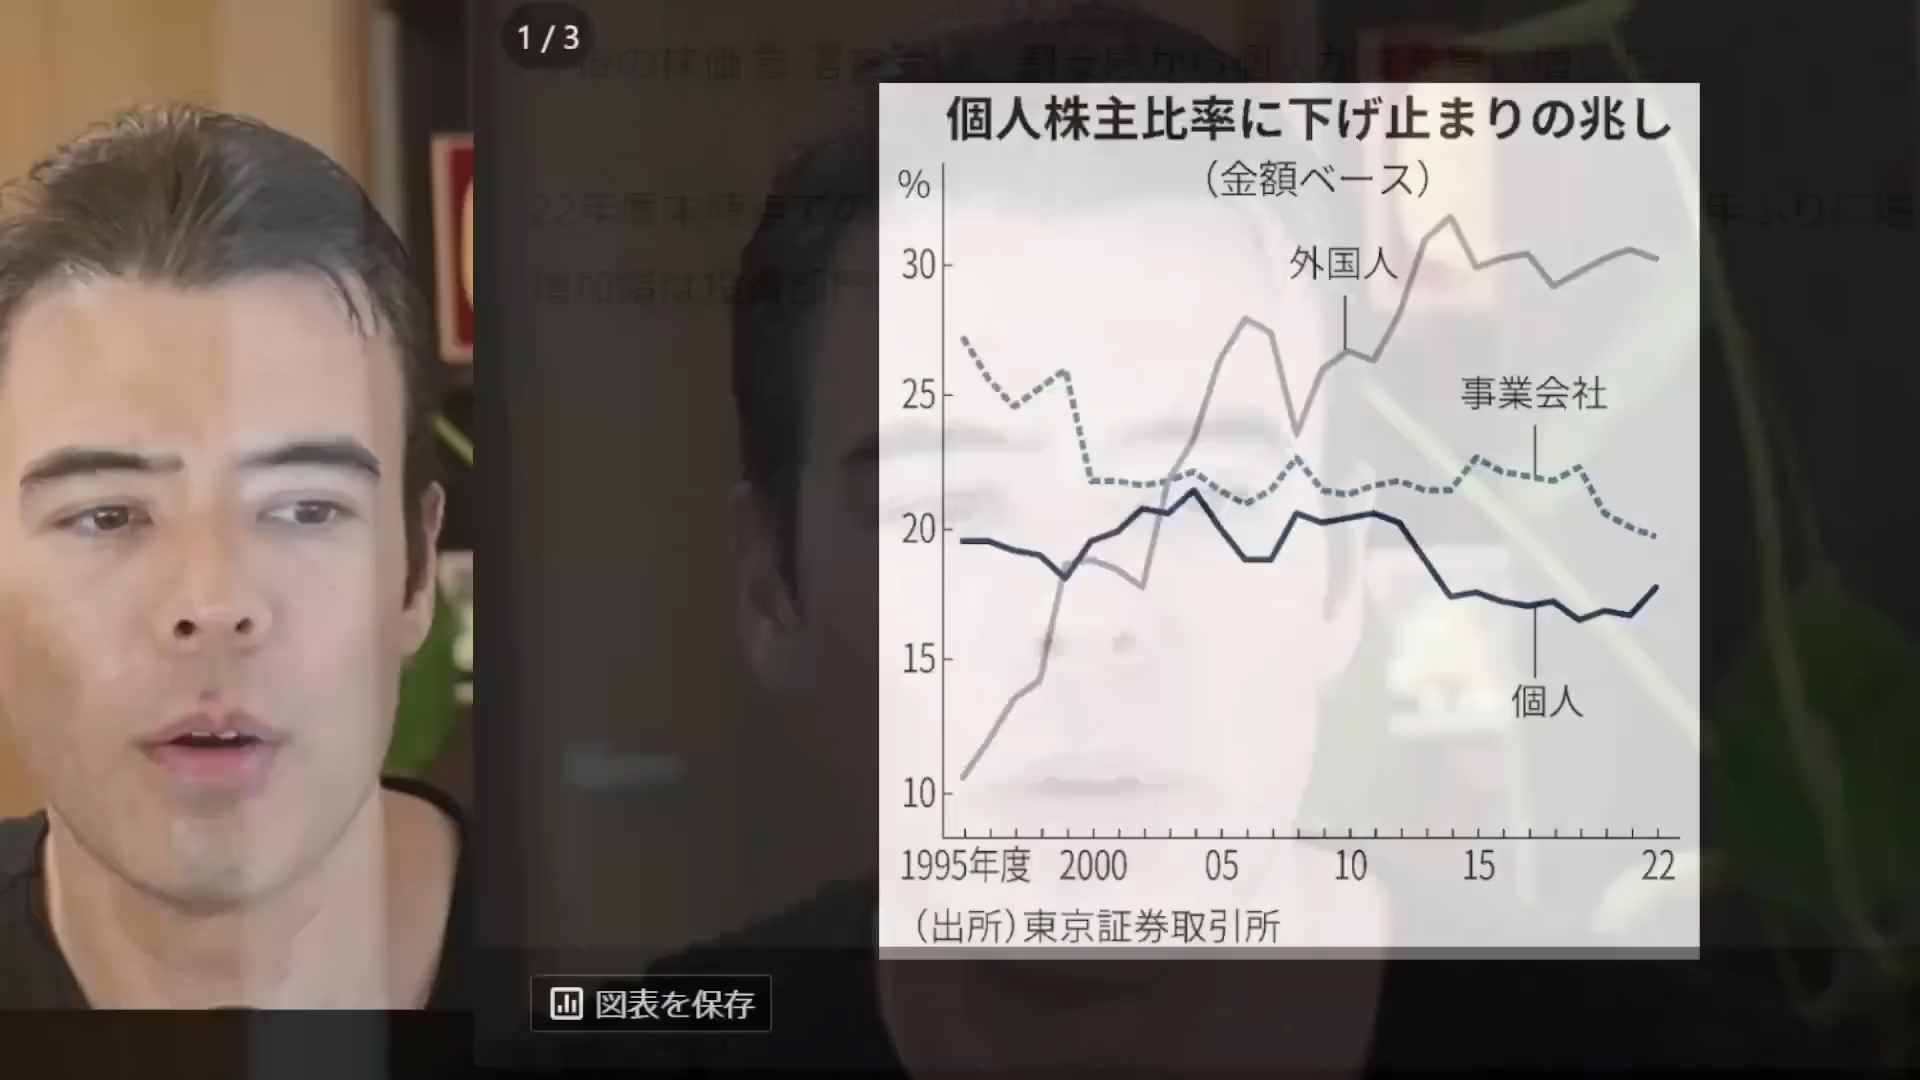 1 / 3
個人株主比率に下げ止まりの兆し
(金額ベース)
%
外国人
30
25
事業会社
20
15
個人
10
1995年度 2000 05 10 15 22
(出所)東京証券取引所
図表を保存